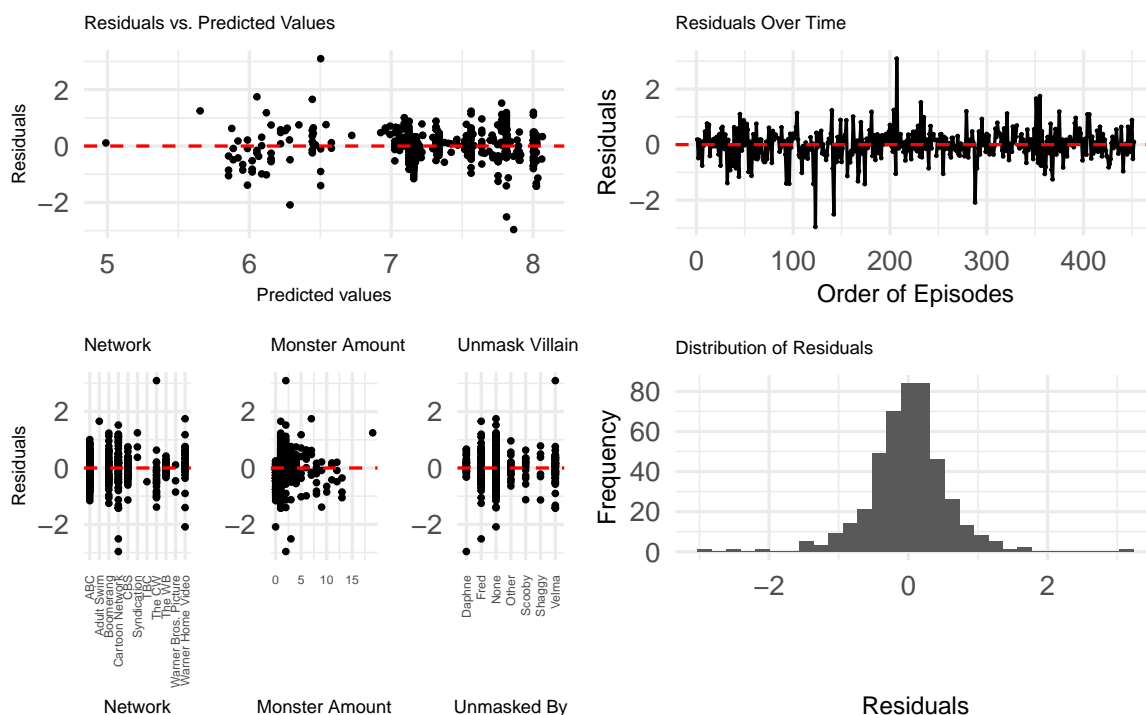 Residuals vs. Predicted Values
Residuals
2
0
−2
5
6
7
8
Predicted values
Residuals Over Time
Residuals
2
0
−2
0
100
200
300
400
Order of Episodes
Network
Residuals
2
0
−2
ABC
Adult Swim
Boomerang
Cartoon Network
CBS
Syndication
TBC
The CW
The WB
Warner Bros. Picture
Warner Home Video
Network
Monster Amount
2
0
−2
0
5
10
15
Monster Amount
Unmask Villain
2
0
−2
Daphne
Fred
None
Other
Scooby
Shaggy
Velma
Unmasked By
Distribution of Residuals
Frequency
80
60
40
20
0
−2
0
2
Residuals